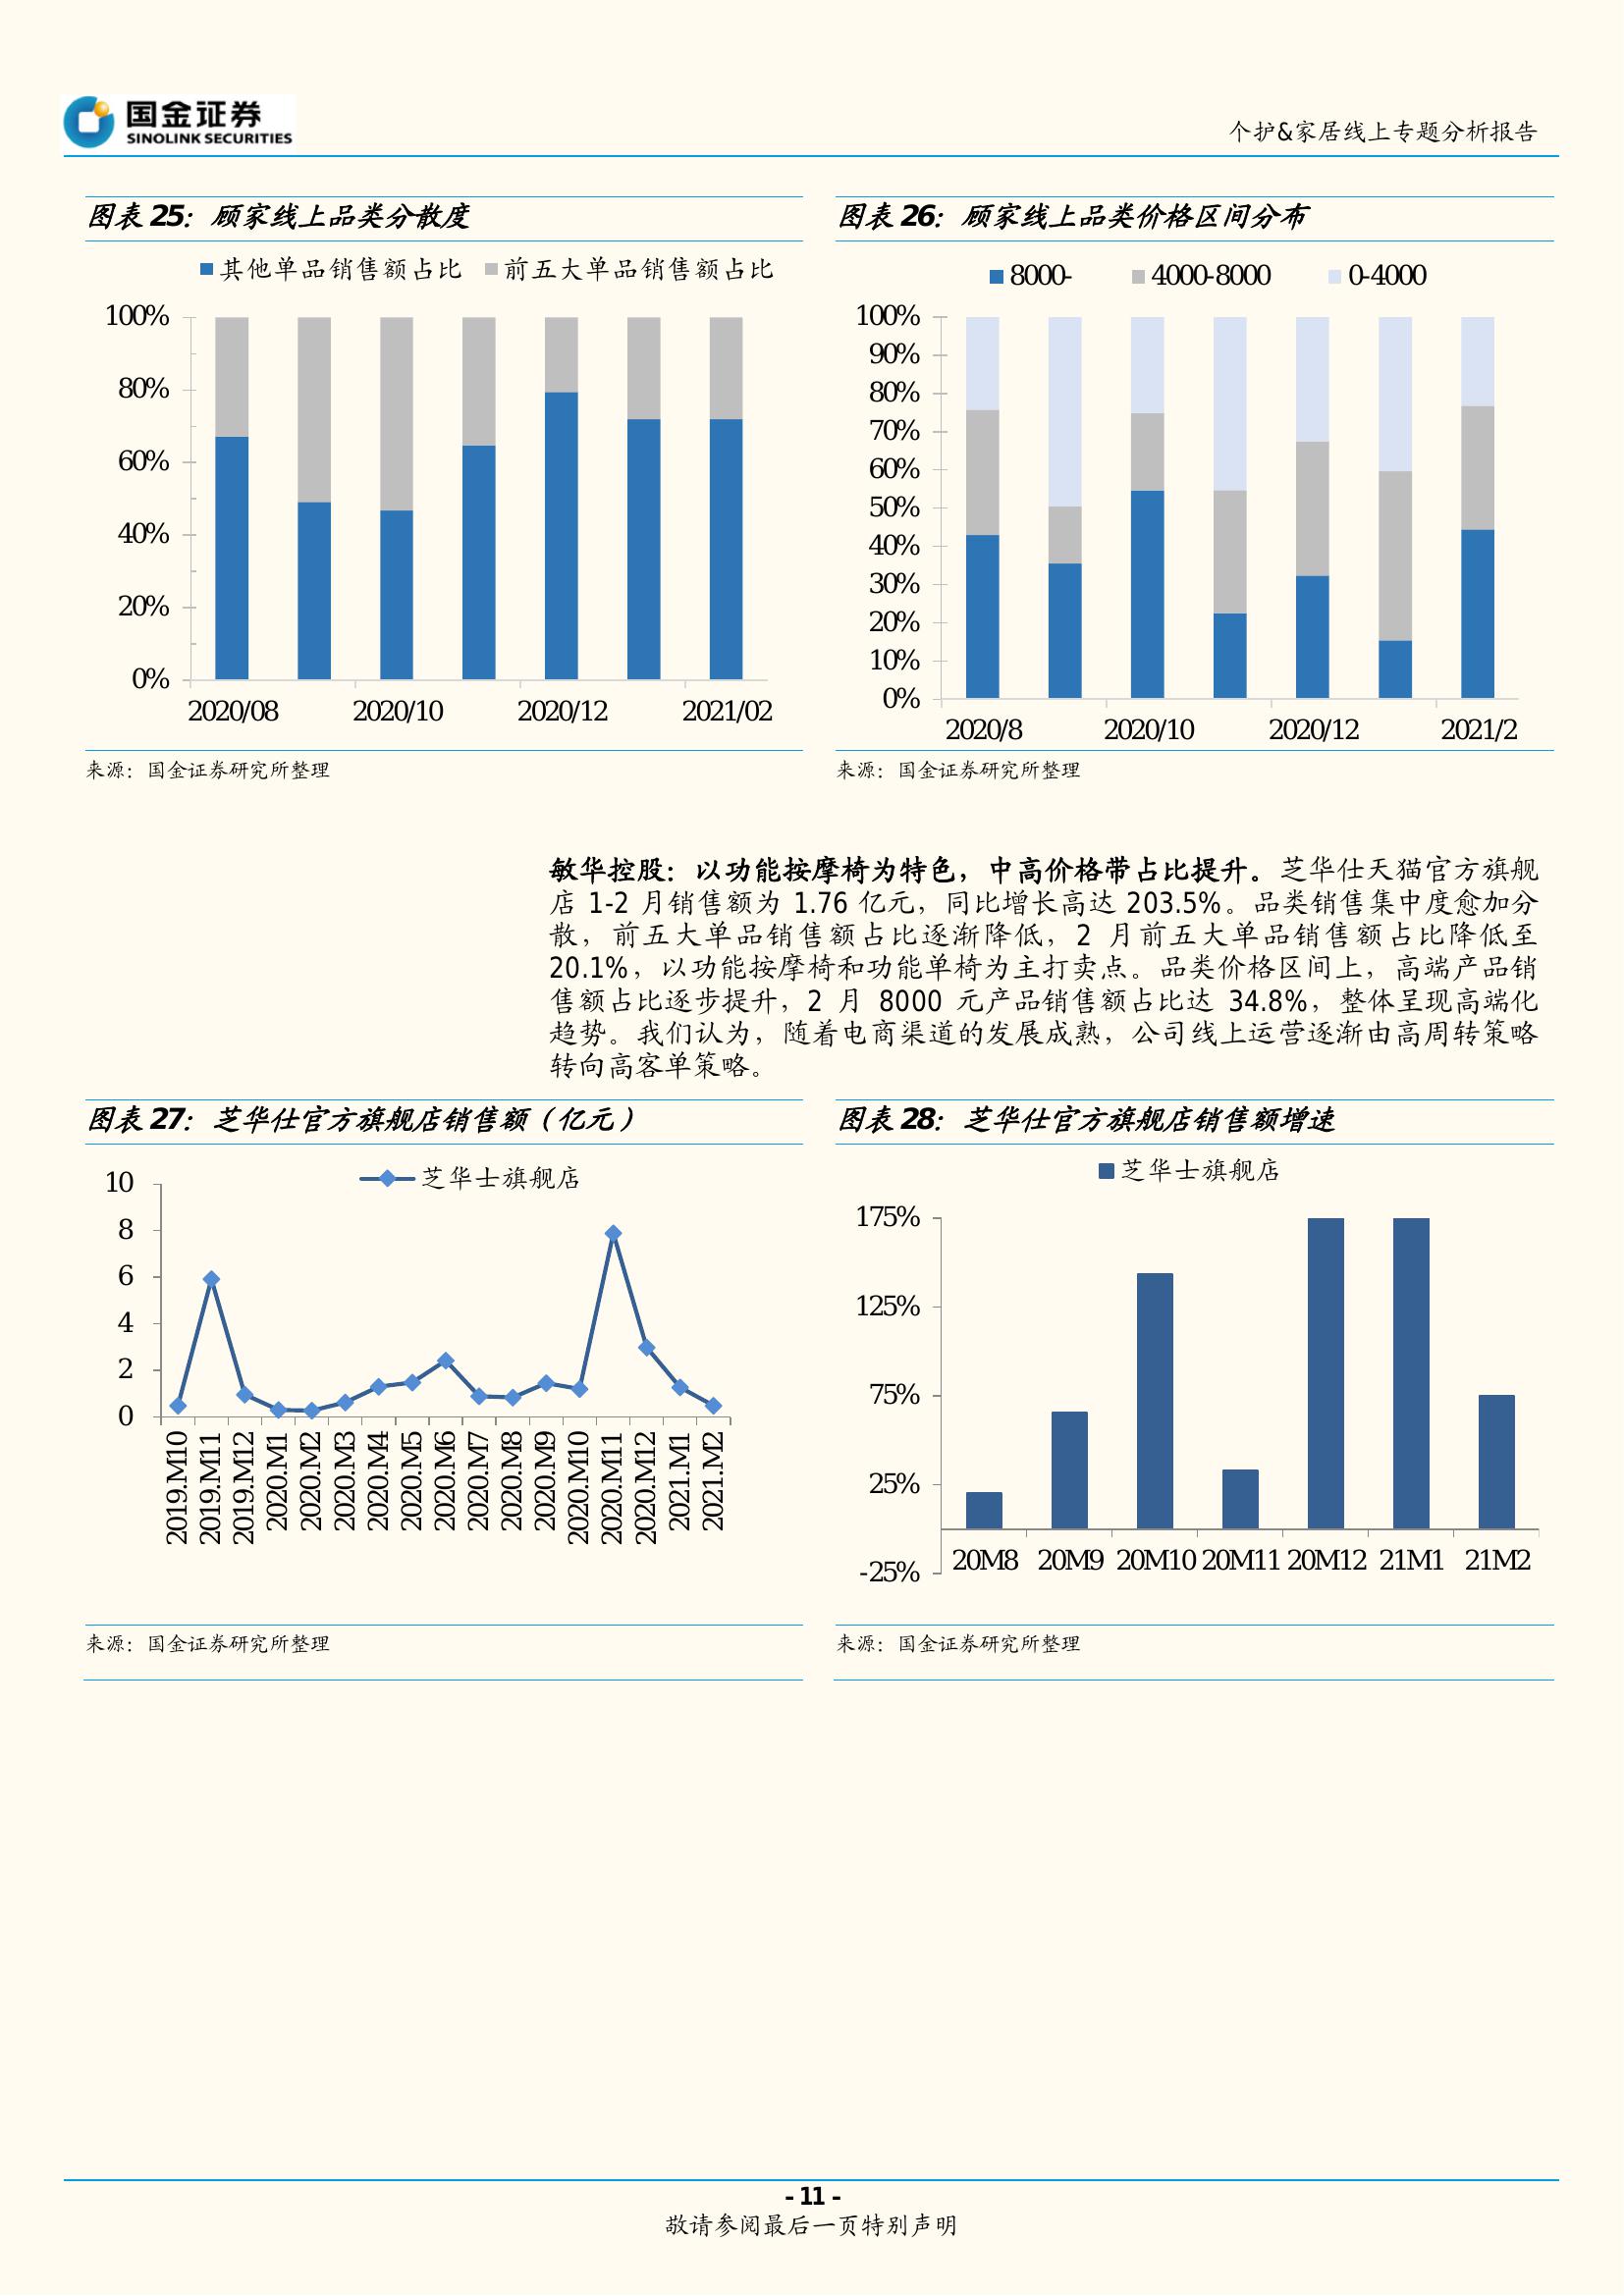 国金证券
SINOLINK SECURITIES
个护&家居线上专题分析报告
图表25：顾家线上品类分散度
其他单品销售额占比 前五大单品销售额占比
100%
80%
60%
40%
20%
0%
2020/08 2020/10 2020/12 2021/02
来源：国金证券研究所整理
图表26：顾家线上品类价格区间分布
8000- 4000-8000 0-4000
100%
90%
80%
70%
60%
50%
40%
30%
20%
10%
0%
2020/8 2020/10 2020/12 2021/2
来源：国金证券研究所整理
敏华控股：以功能按摩椅为特色，中高价格带占比提升。芝华仕天猫官方旗舰
店 1-2 月销售额为 1.76 亿元，同比增长高达 203.5%。品类销售集中度愈加分
散，前五大单品销售额占比逐渐降低，2 月前五大单品销售额占比降低至
20.1%，以功能按摩椅和功能单椅为主打卖点。品类价格区间上，高端产品销
售额占比逐步提升，2 月 8000 元产品销售额占比达 34.8%，整体呈现高端化
趋势。我们认为，随着电商渠道的发展成熟，公司线上运营逐渐由高周转策略
转向高客单策略。
图表27：芝华仕官方旗舰店销售额（亿元）
芝华士旗舰店
10
8
6
4
2
0
2019.M10
2019.M11
2019.M12
2020.M1
2020.M2
2020.M3
2020.M4
2020.M5
2020.M6
2020.M7
2020.M8
2020.M9
2020.M10
2020.M11
2020.M12
2021.M1
2021.M2
来源：国金证券研究所整理
图表28：芝华仕官方旗舰店销售额增速
芝华士旗舰店
175%
125%
75%
25%
-25%
20M8 20M9 20M10 20M11 20M12 21M1 21M2
来源：国金证券研究所整理
- 11 -
敬请参阅最后一页特别声明